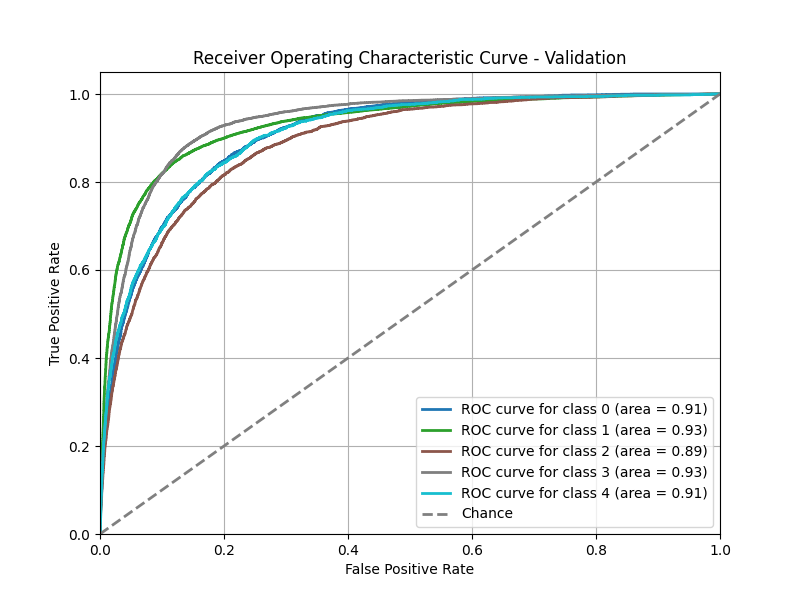 Receiver Operating Characteristic Curve - Validation
1.0
0.8
0.6
0.4
0.2
0.0
True Positive Rate
ROC curve for class 0 (area = 0.91)
ROC curve for class 1 (area = 0.93)
ROC curve for class 2 (area = 0.89)
ROC curve for class 3 (area = 0.93)
ROC curve for class 4 (area = 0.91)
Chance
0.0 0.2 0.4 0.6 0.8 1.0
False Positive Rate